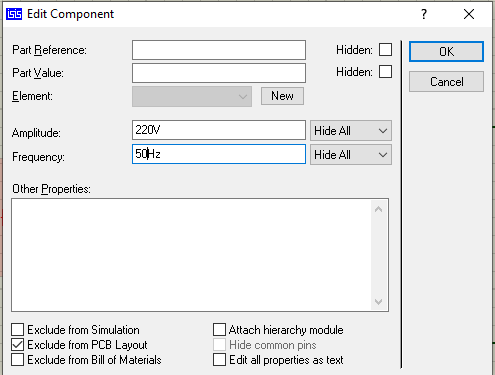 isis Edit Component ? ×
Part Reference: Hidden:
Part Value: Hidden:
Element: New
Amplitude: 220V Hide All
Frequency: 50Hz Hide All
Other Properties:
Exclude from Simulation Attach hierarchy module
Exclude from PCB Layout Hide common pins
Exclude from Bill of Materials Edit all properties as text
OK
Cancel